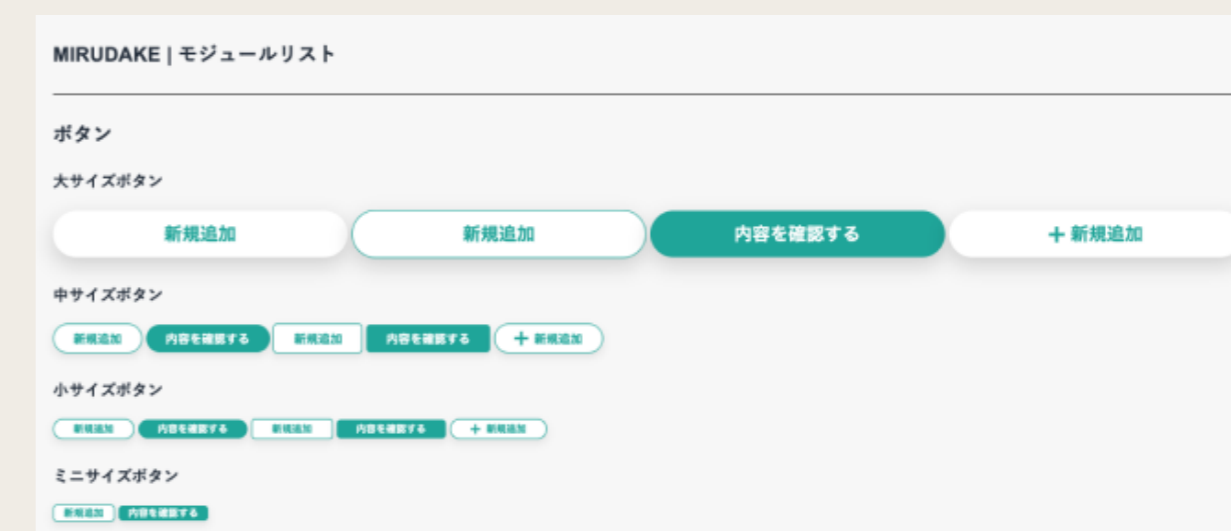 MIRUDAKE | モジュールリスト
ボタン
大サイズボタン
新規追加 新規追加 内容を確認する ＋ 新規追加
中サイズボタン
新規追加 内容を確認する 新規追加 内容を確認する ＋ 新規追加
小サイズボタン
新規追加 内容を確認する 新規追加 内容を確認する ＋ 新規追加
ミニサイズボタン
新規追加 内容を確認する